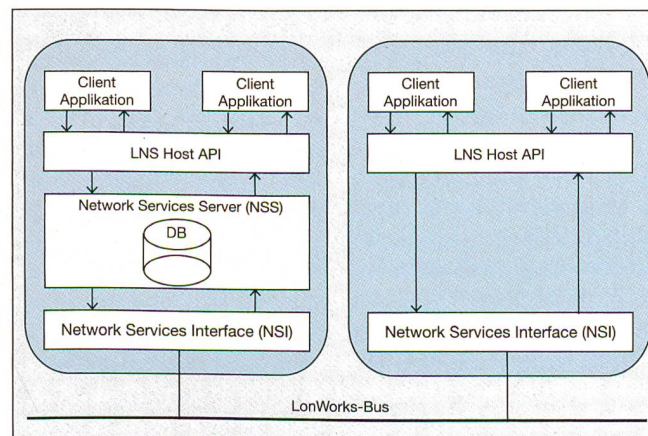 Client
Applikation
Client
Applikation
LNS Host API
Network Services Server (NSS)
DB
Network Services Interface (NSI)
Client
Applikation
Client
Applikation
LNS Host API
Network Services Interface (NSI)
LonWorks-Bus